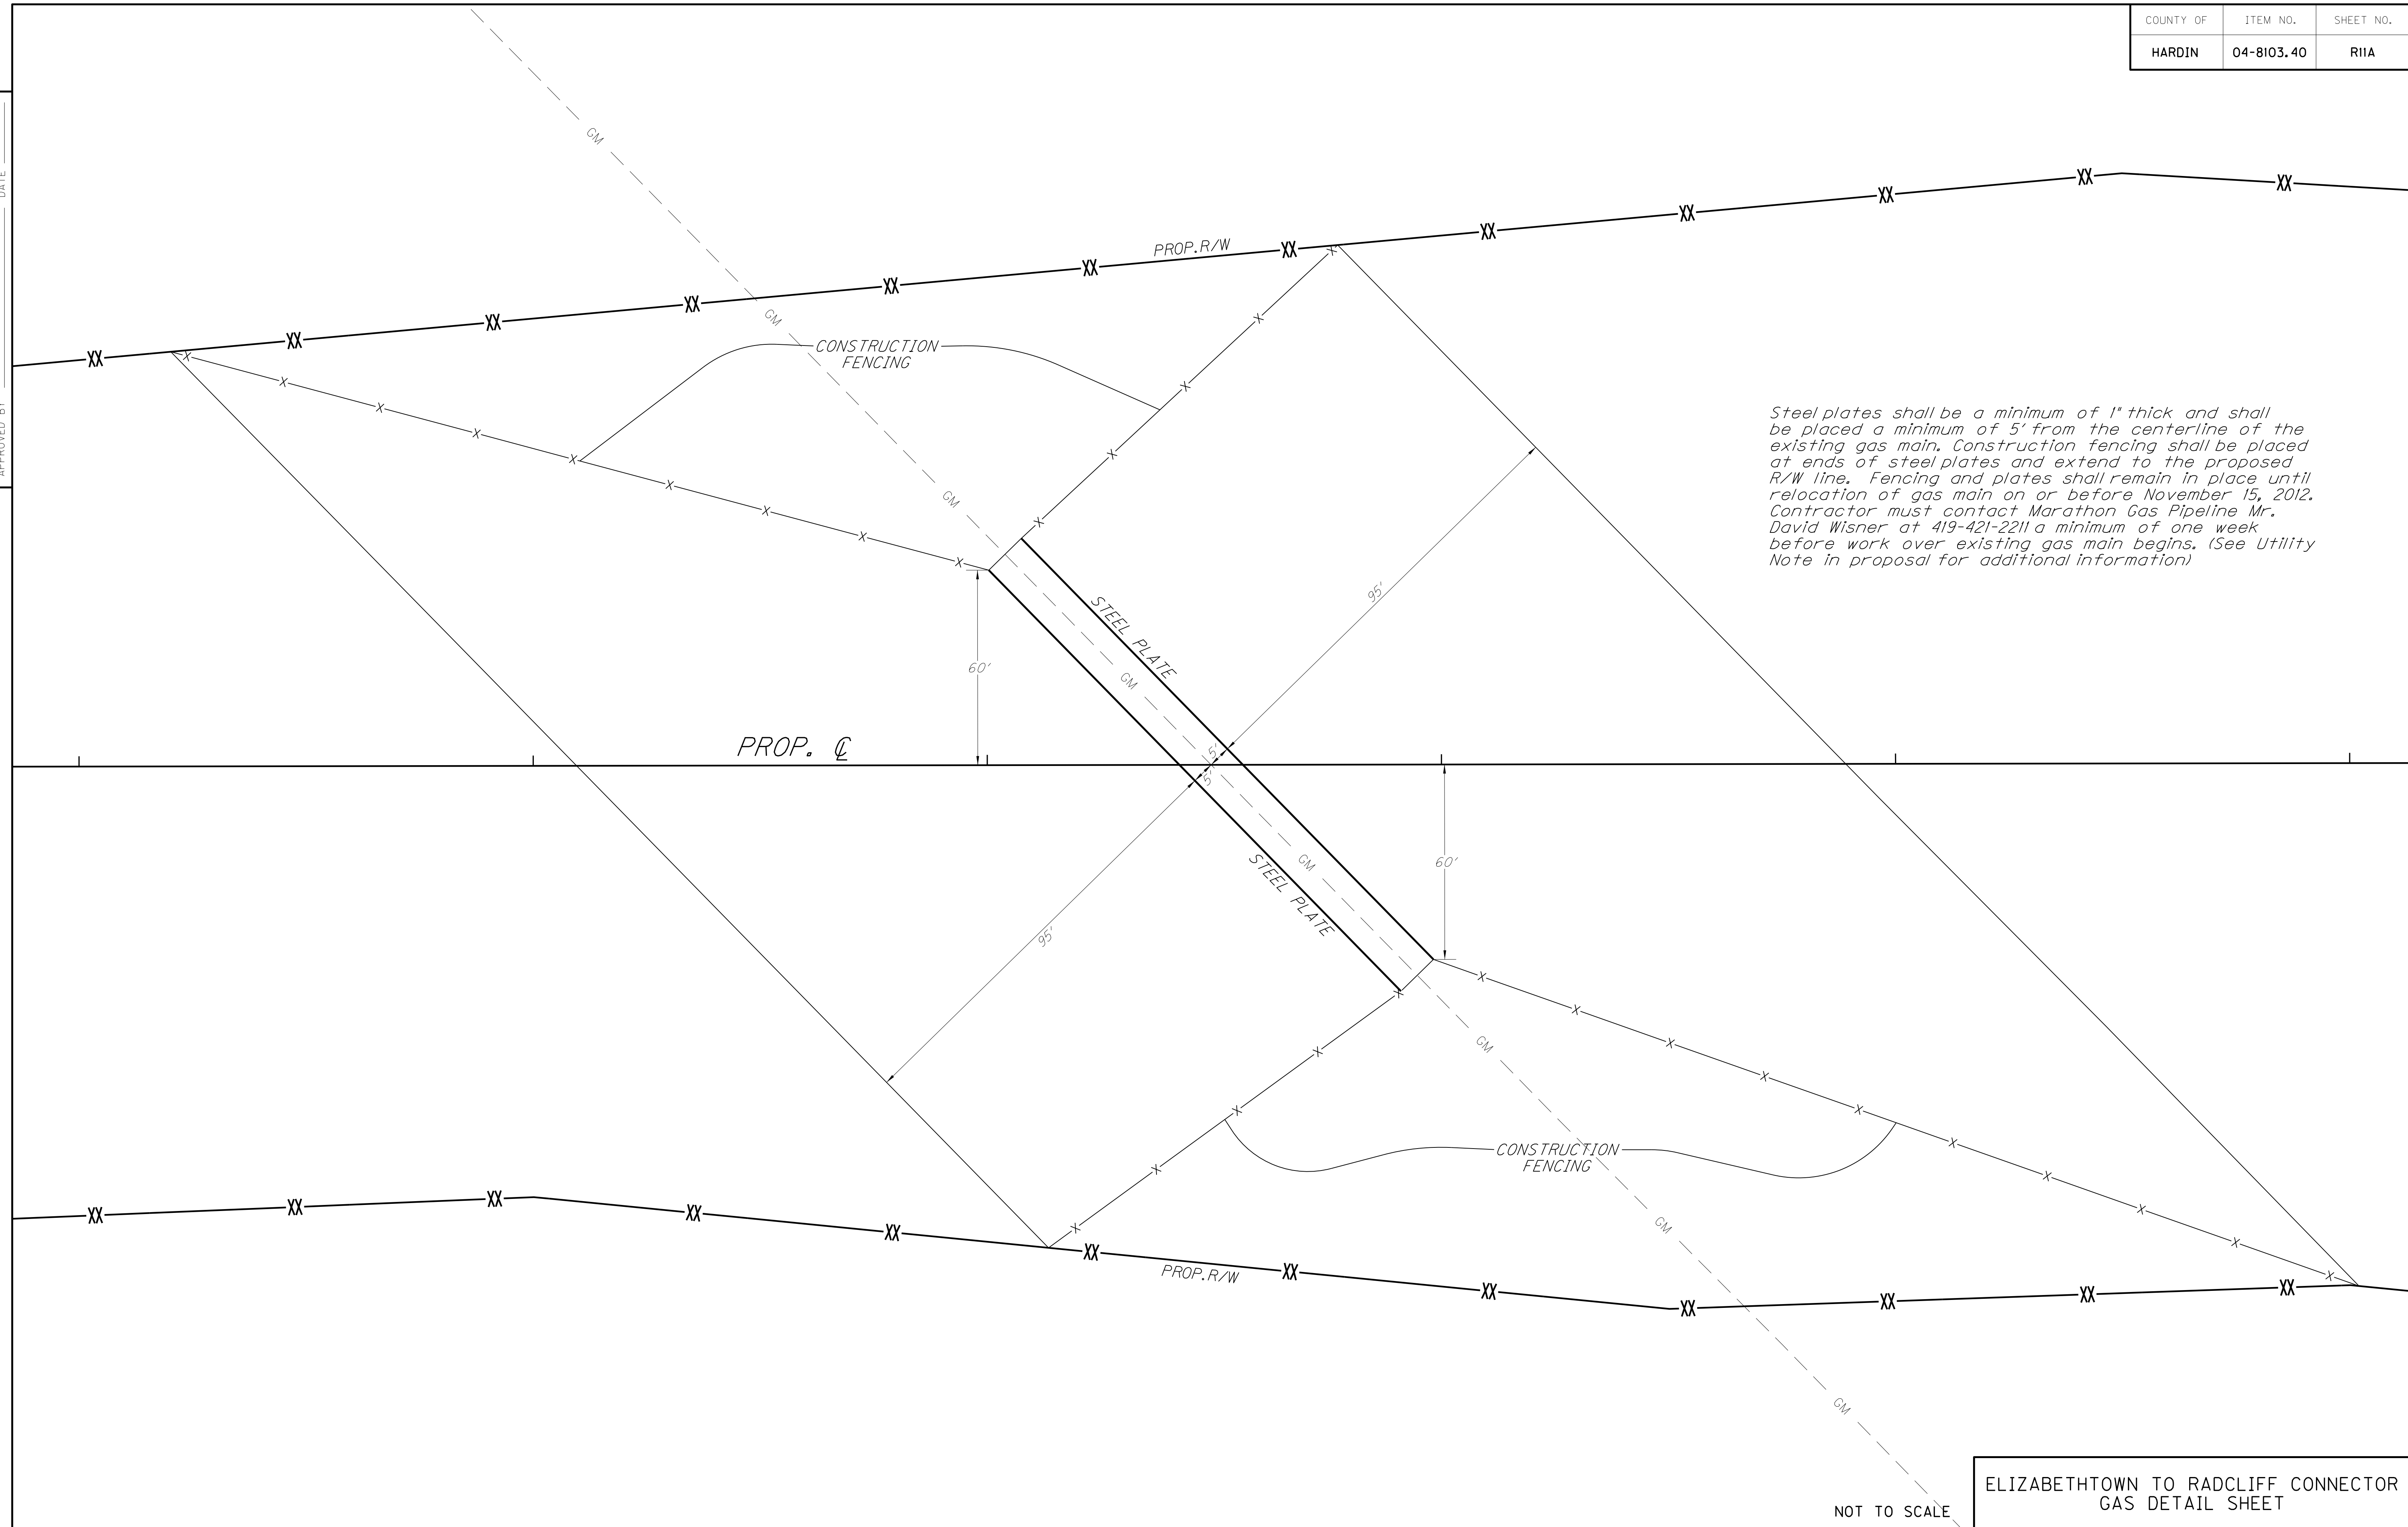 COUNTY OF ITEM NO. SHEET NO.
HARDIN 04-8103.40 R11A
DATE
APPROVED BY
GM
PROP. R/W
GM
CONSTRUCTION
FENCING
Steel plates shall be a minimum of 1" thick and shall
be placed a minimum of 5' from the centerline of the
existing gas main. Construction fencing shall be placed
at ends of steel plates and extend to the proposed
R/W line. Fencing and plates shall remain in place until
relocation of gas main on or before November 15, 2012.
Contractor must contact Marathon Gas Pipeline Mr.
David Wisner at 419-421-2211 a minimum of one week
before work over existing gas main begins. (See Utility
Note in proposal for additional information)
GM
95'
STEEL PLATE
60'
GM
PROP. ℄
5'
5'
60'
GM
STEEL PLATE
95'
GM
CONSTRUCTION
FENCING
GM
PROP. R/W
GM
NOT TO SCALE
ELIZABETHTOWN TO RADCLIFF CONNECTOR
GAS DETAIL SHEET